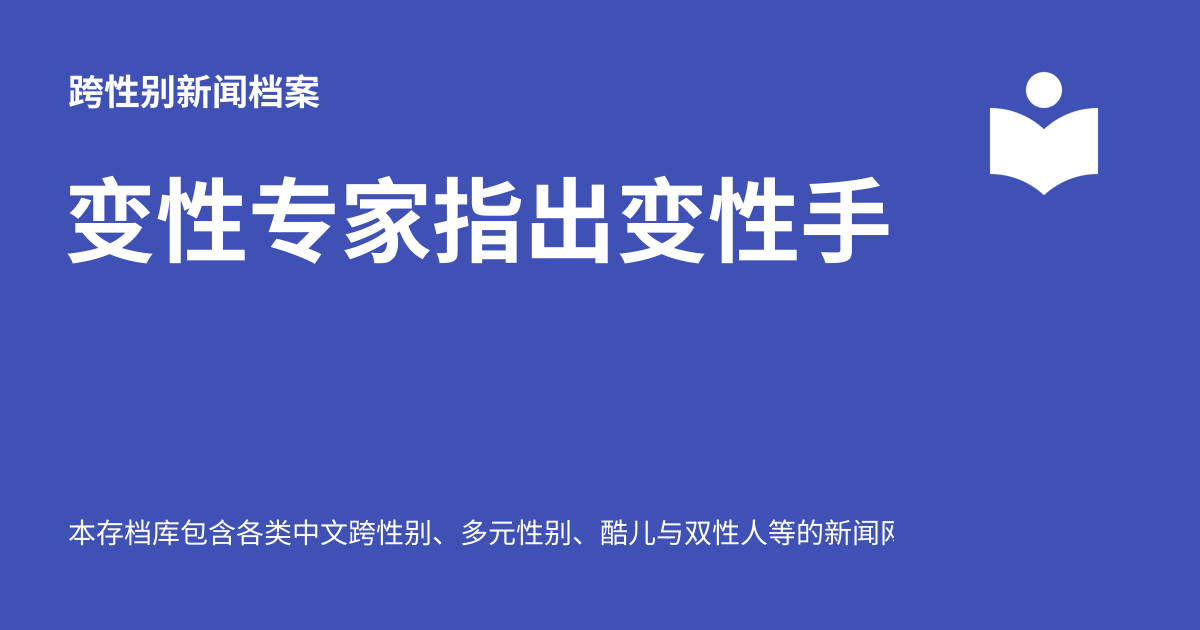 跨性别新闻档案
变性专家指出变性手
本存档库包含各类中文跨性别、多元性别、酷儿与双性人等的新闻